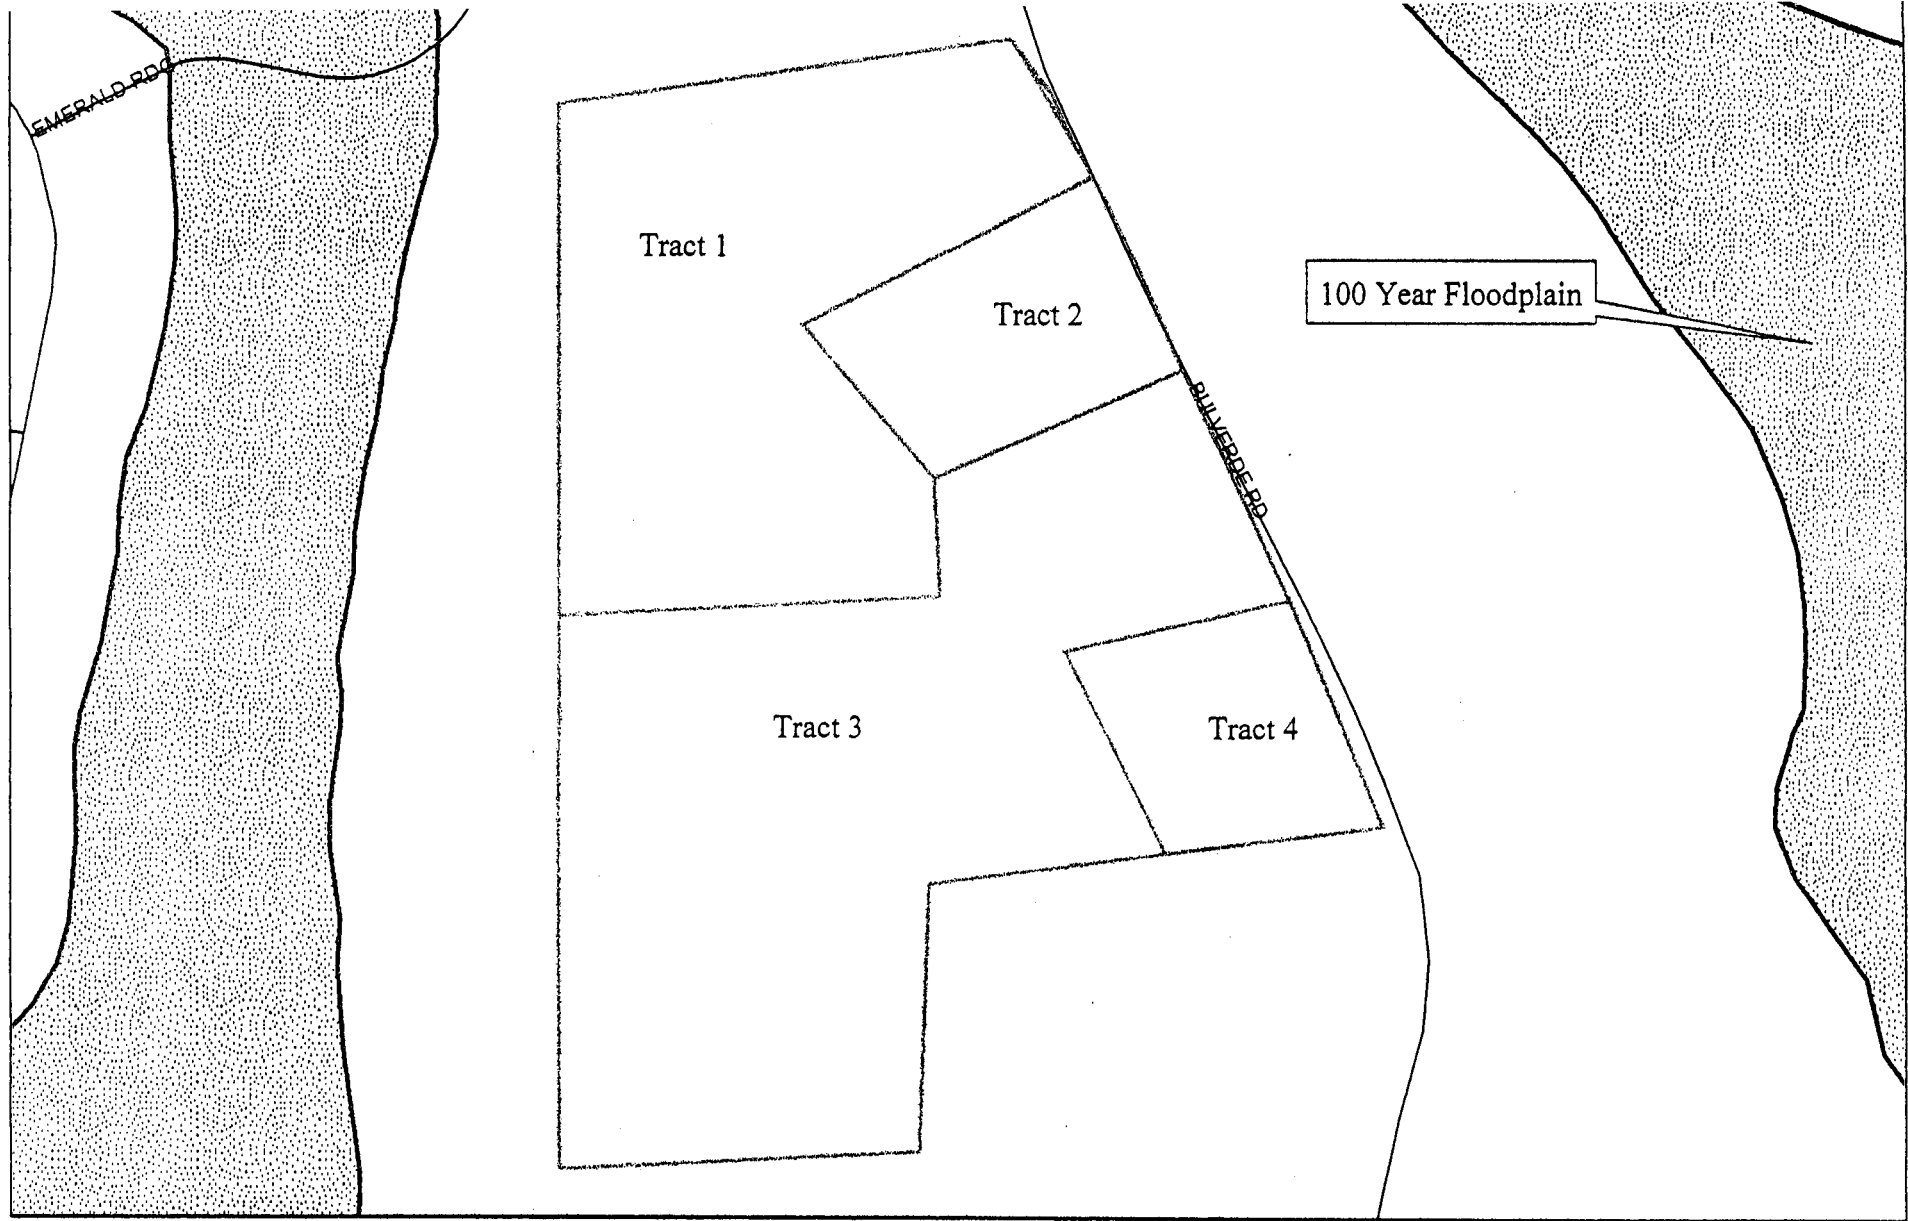 EMERALD RDG
Tract 1
Tract 2
100 Year Floodplain
BULVERDE RD
Tract 3
Tract 4